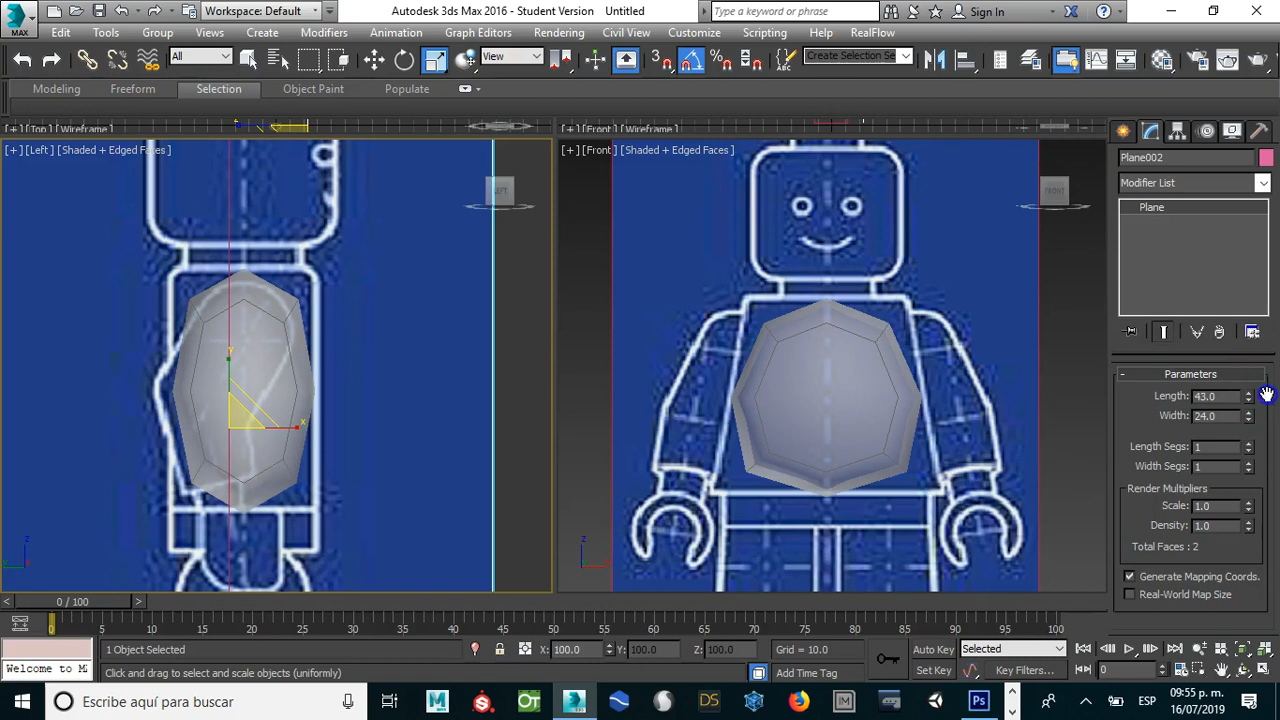 Workspace: Default
Autodesk 3ds Max 2016 - Student Version Untitled
Type a keyword or phrase
Sign In
MAX
Edit Tools Group Views Create Modifiers Animation Graph Editors Rendering Civil View Customize Scripting Help RealFlow
All
View
3
Create Selection Se
Modeling Freeform Selection Object Paint Populate
[+] [Top] [Wireframe]
[+] [Front] [Wireframe]
[+] [Left] [Shaded + Edged Faces]
[+] [Front] [Shaded + Edged Faces]
LEFT
FRONT
y
x
z
z
Plane002
Modifier List
Plane
- Parameters
Length: 43.0
Width: 24.0
Length Segs: 1
Width Segs: 1
Render Multipliers
Scale: 1.0
Density: 1.0
Total Faces : 2
Generate Mapping Coords.
Real-World Map Size
< 0 / 100 >
0 5 10 15 20 25 30 35 40 45 50 55 60 65 70 75 80 85 90 95 100
1 Object Selected
X: 100.0 Y: 100.0 Z: 100.0
Grid = 10.0
Auto Key Selected
Welcome to M
Click and drag to select and scale objects (uniformly)
Add Time Tag
Set Key Key Filters...
0
Escribe aquí para buscar
ESP
09:55 p. m.
16/07/2019